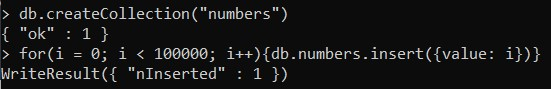 > db.createCollection("numbers")
{ "ok" : 1 }
> for(i = 0; i < 100000; i++){db.numbers.insert({value: i})}
WriteResult({ "nInserted" : 1 })